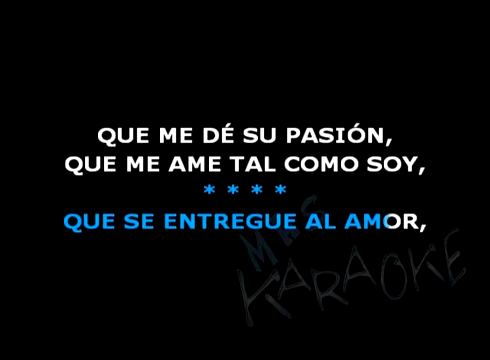 QUE ME DÉ SU PASIÓN,
QUE ME AME TAL COMO SOY,
* * * *
QUE SE ENTREGUE AL AMOR,
KARAOKE